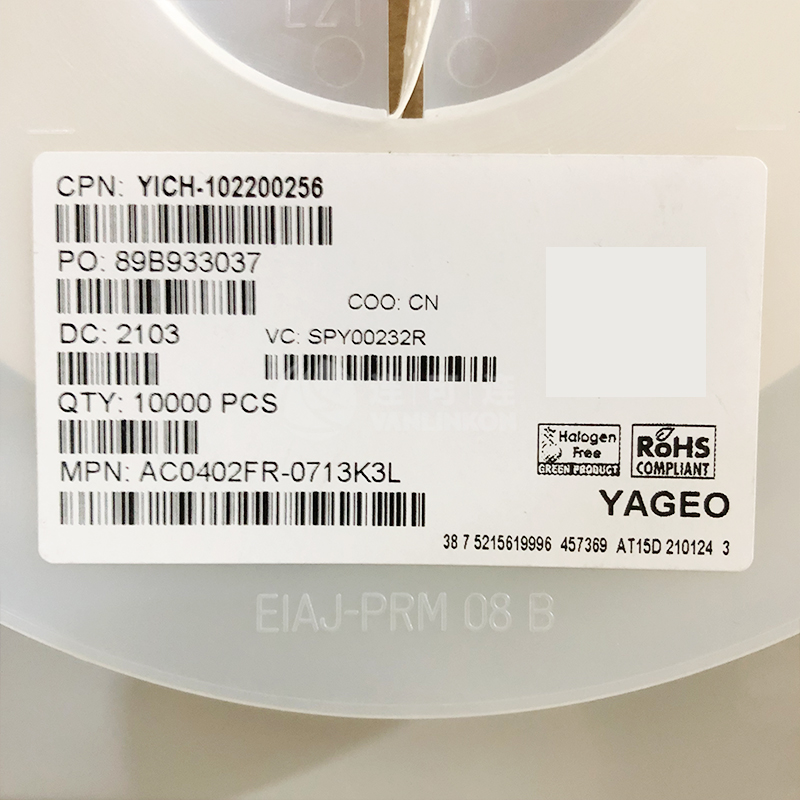 CPN: YICH-102200256
PO: 89B933037
COO: CN
DC: 2103
VC: SPY00232R
QTY: 10000 PCS
MPN: AC0402FR-0713K3L
Halogen
Free
GREEN PRODUCT
RoHS
COMPLIANT
YAGEO
38 7 5215619996 457369 AT15D 210124 3
EIAJ-PRM 08 B